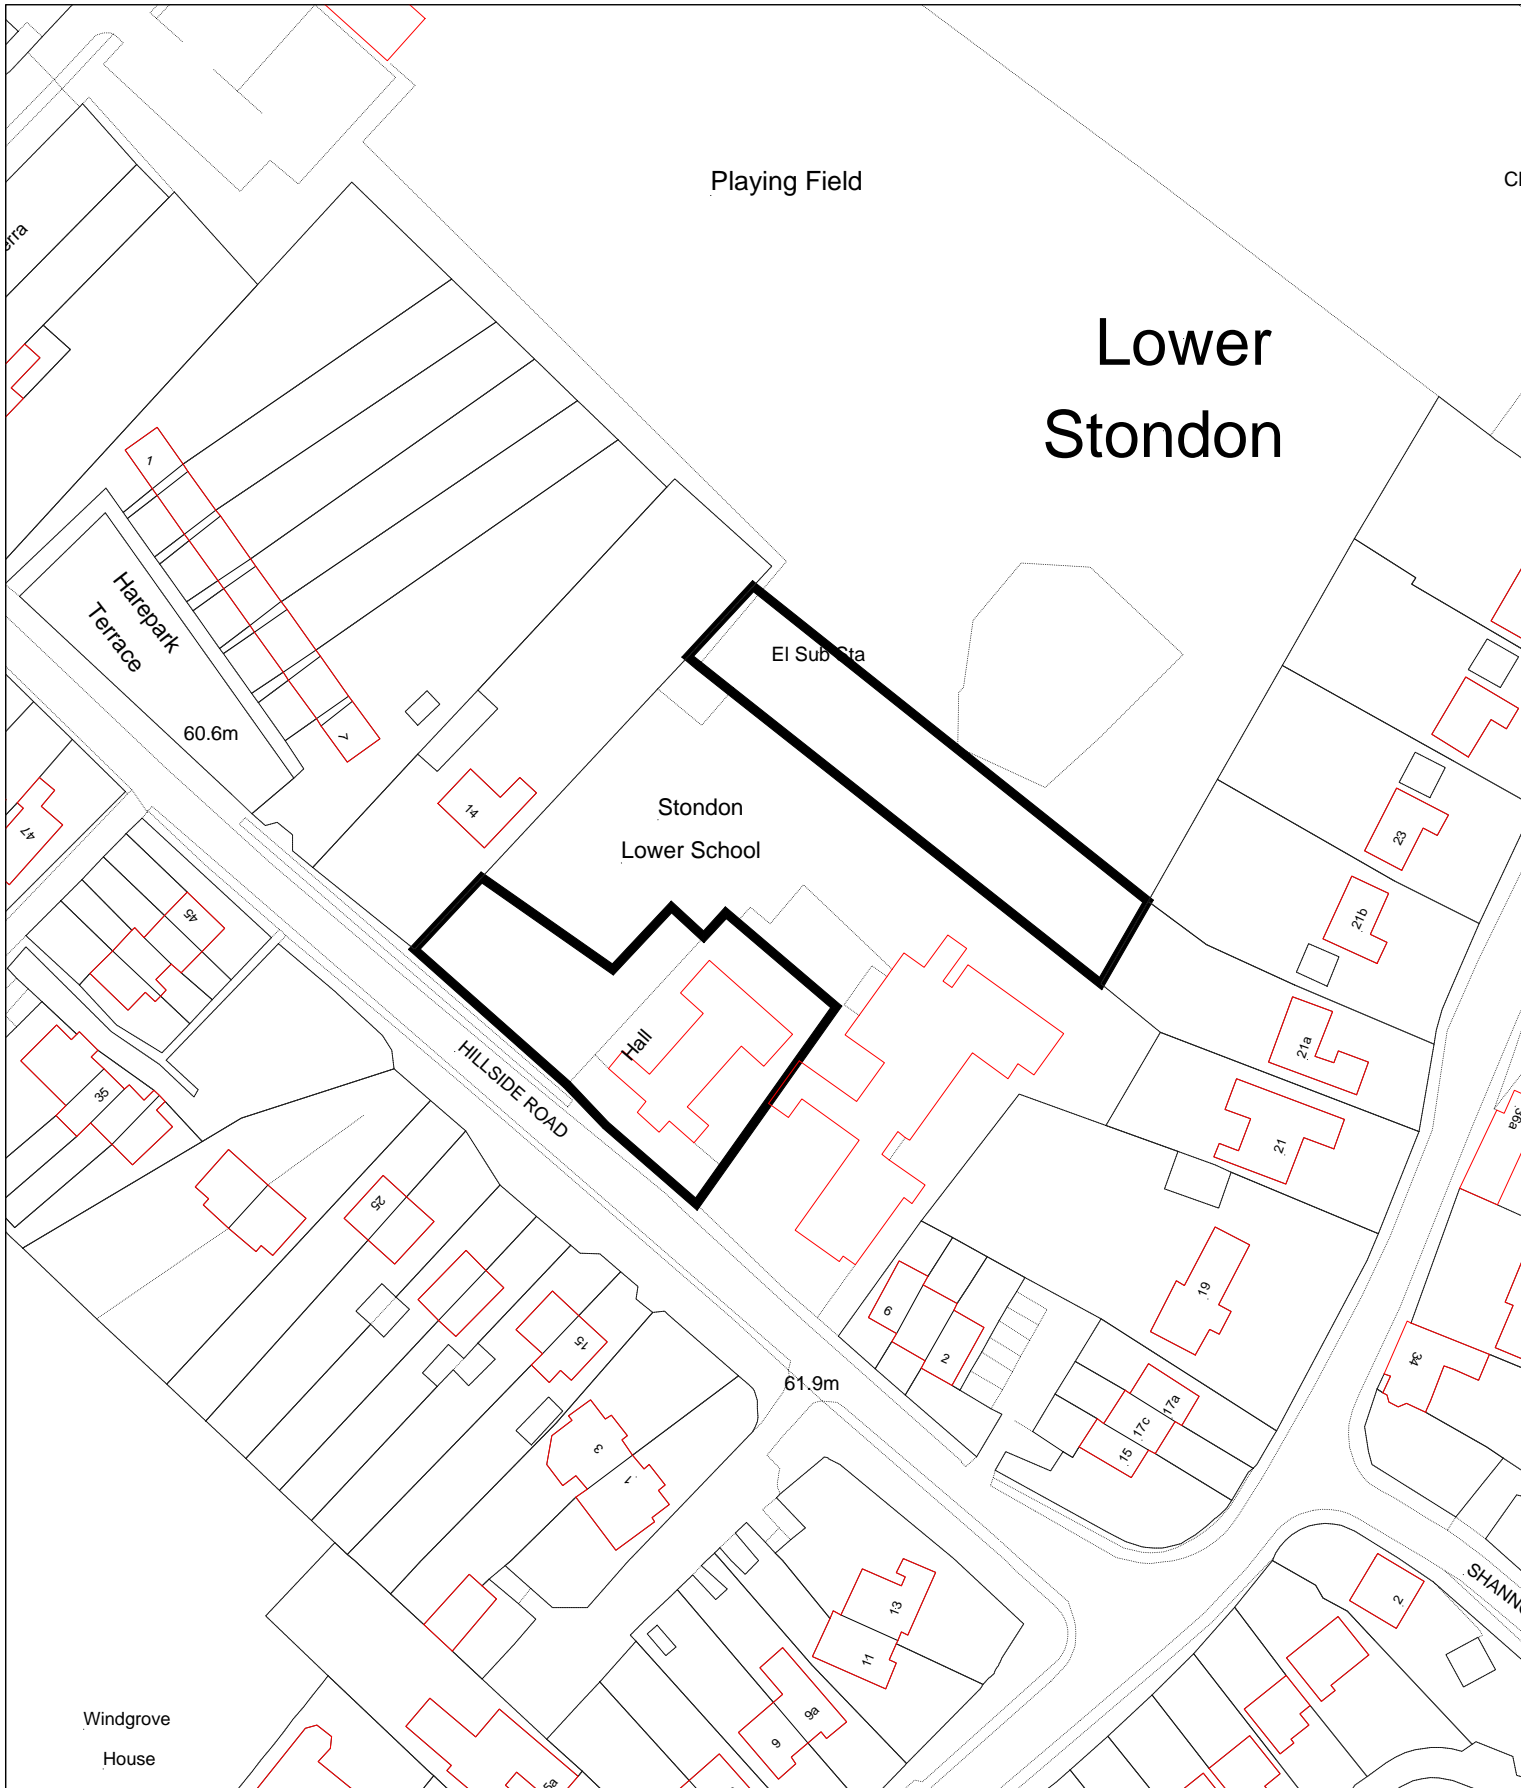 Playing Field
Lower
Stondon
1
Harepark
Terrace
El Sub Sta
60.6m
7
14
Stondon
Lower School
47
45
23
21b
Hall
HILLSIDE ROAD
21a
35
21
36a
25
19
6
2
15
61.9m
34
17a
17c
15
3
1
13
11
2
9a
9
Windgrove
House
5a